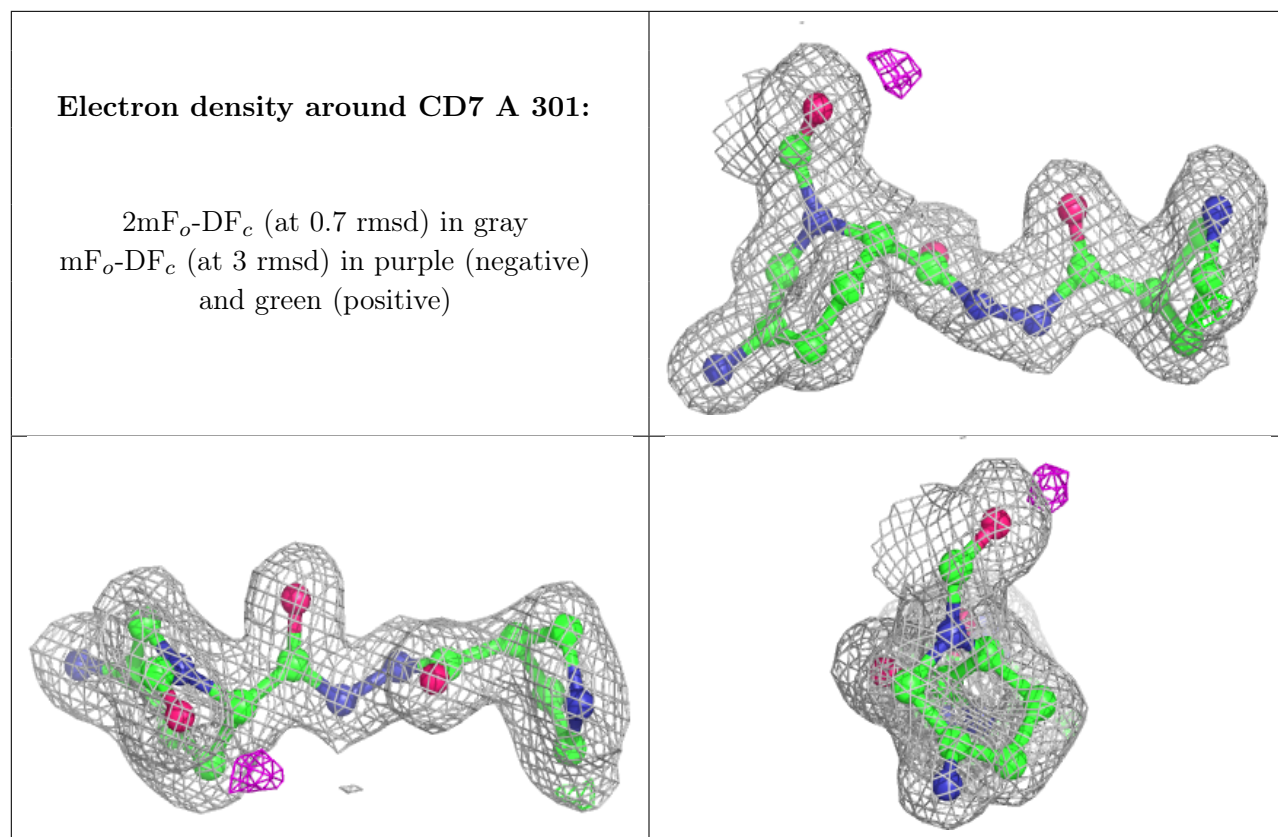 Electron density around CD7 A 301:
2mFₒ-DF𝒸 (at 0.7 rmsd) in gray
mFₒ-DF𝒸 (at 3 rmsd) in purple (negative)
and green (positive)